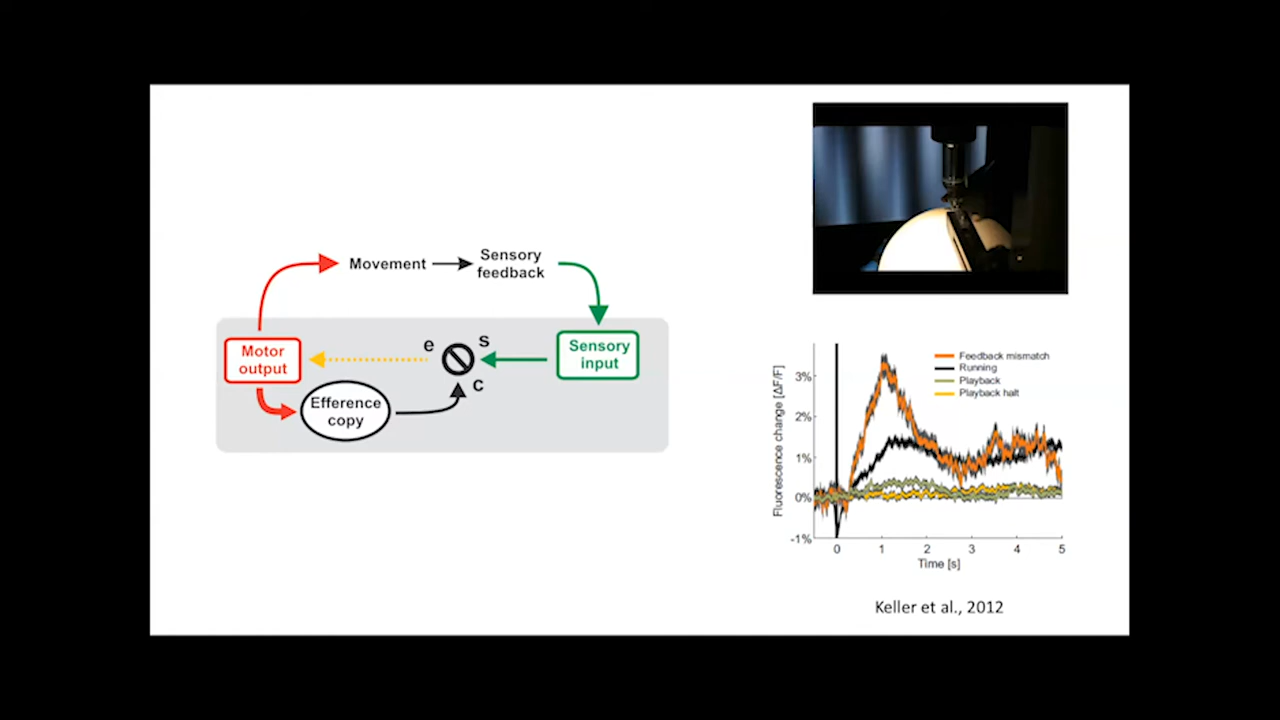 Sensory
Movement
feedback
e
s
Motor
output
Sensory
input
c
Efference
copy
Feedback mismatch
Running
Playback
Playback halt
Fluorescence change [ΔF/F]
3%
2%
1%
0%
-1%
0 1 2 3 4 5
Time [s]
Keller et al., 2012